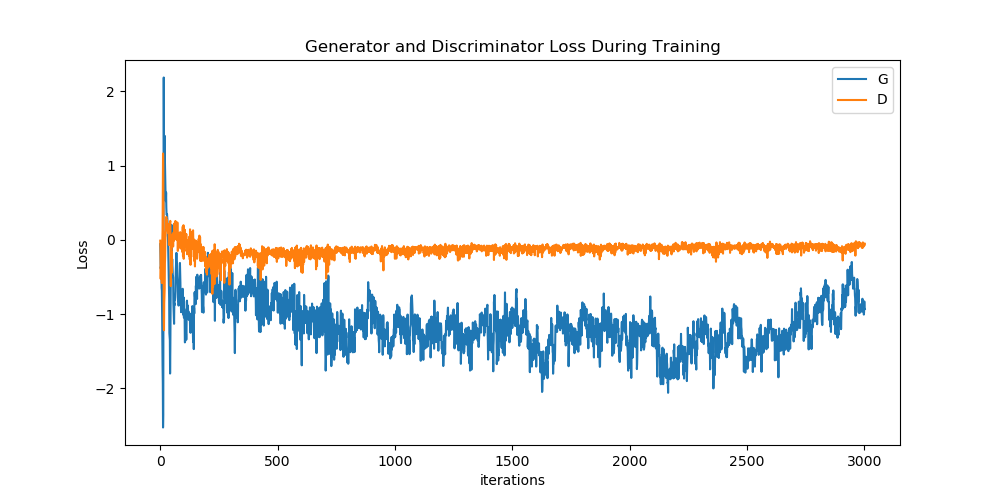 Generator and Discriminator Loss During Training
G
D
2
1
0
−1
−2
Loss
0 500 1000 1500 2000 2500 3000
iterations